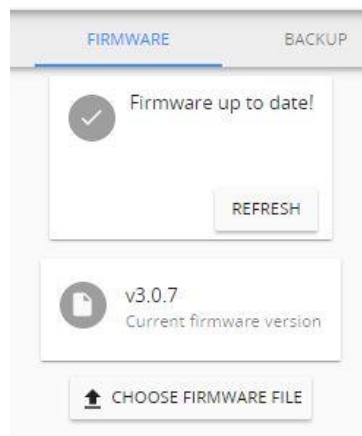 FIRMWARE BACKUP
Firmware up to date!
REFRESH
v3.0.7
Current firmware version
CHOOSE FIRMWARE FILE